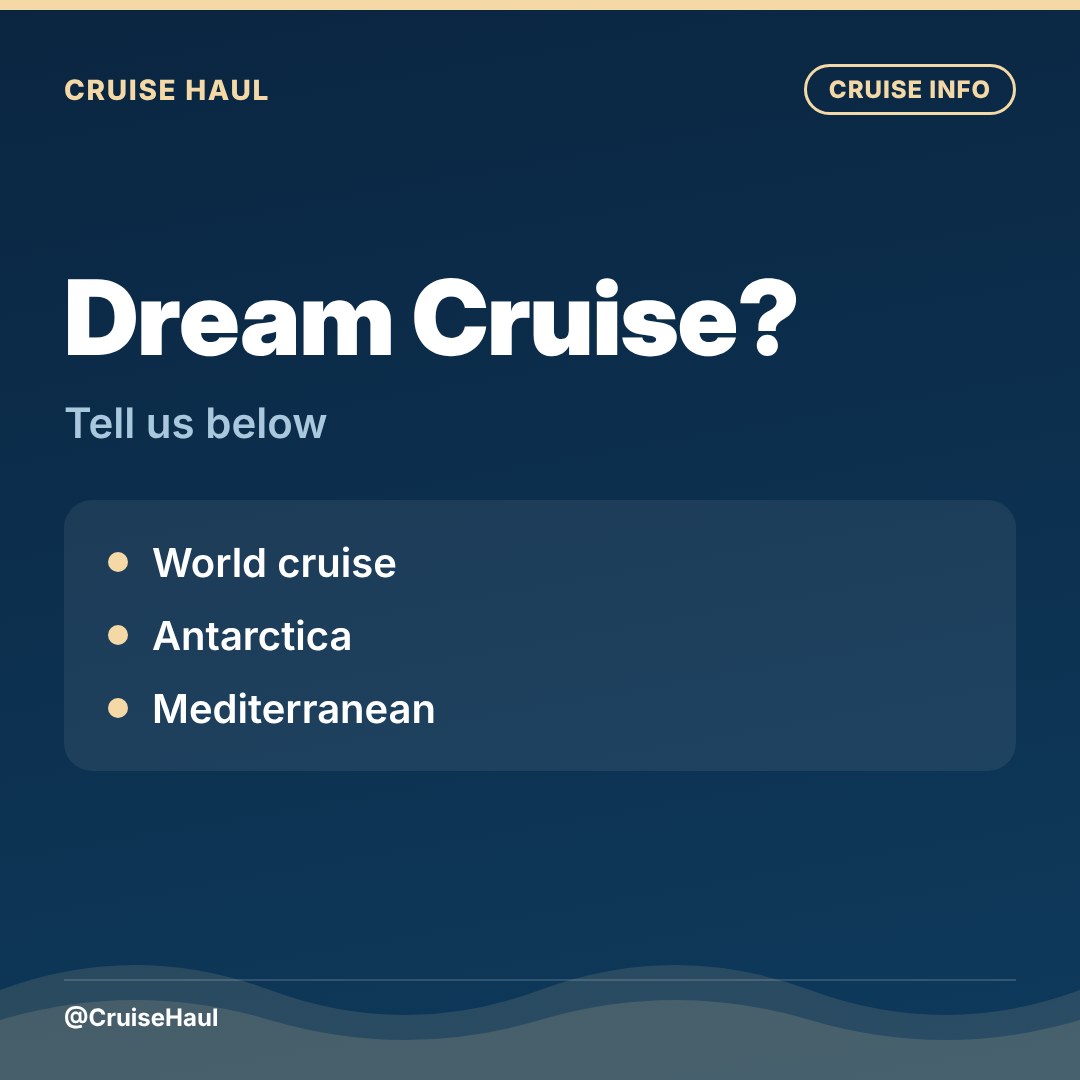 CRUISE HAUL
CRUISE INFO
Dream Cruise?
Tell us below
World cruise
Antarctica
Mediterranean
@CruiseHaul